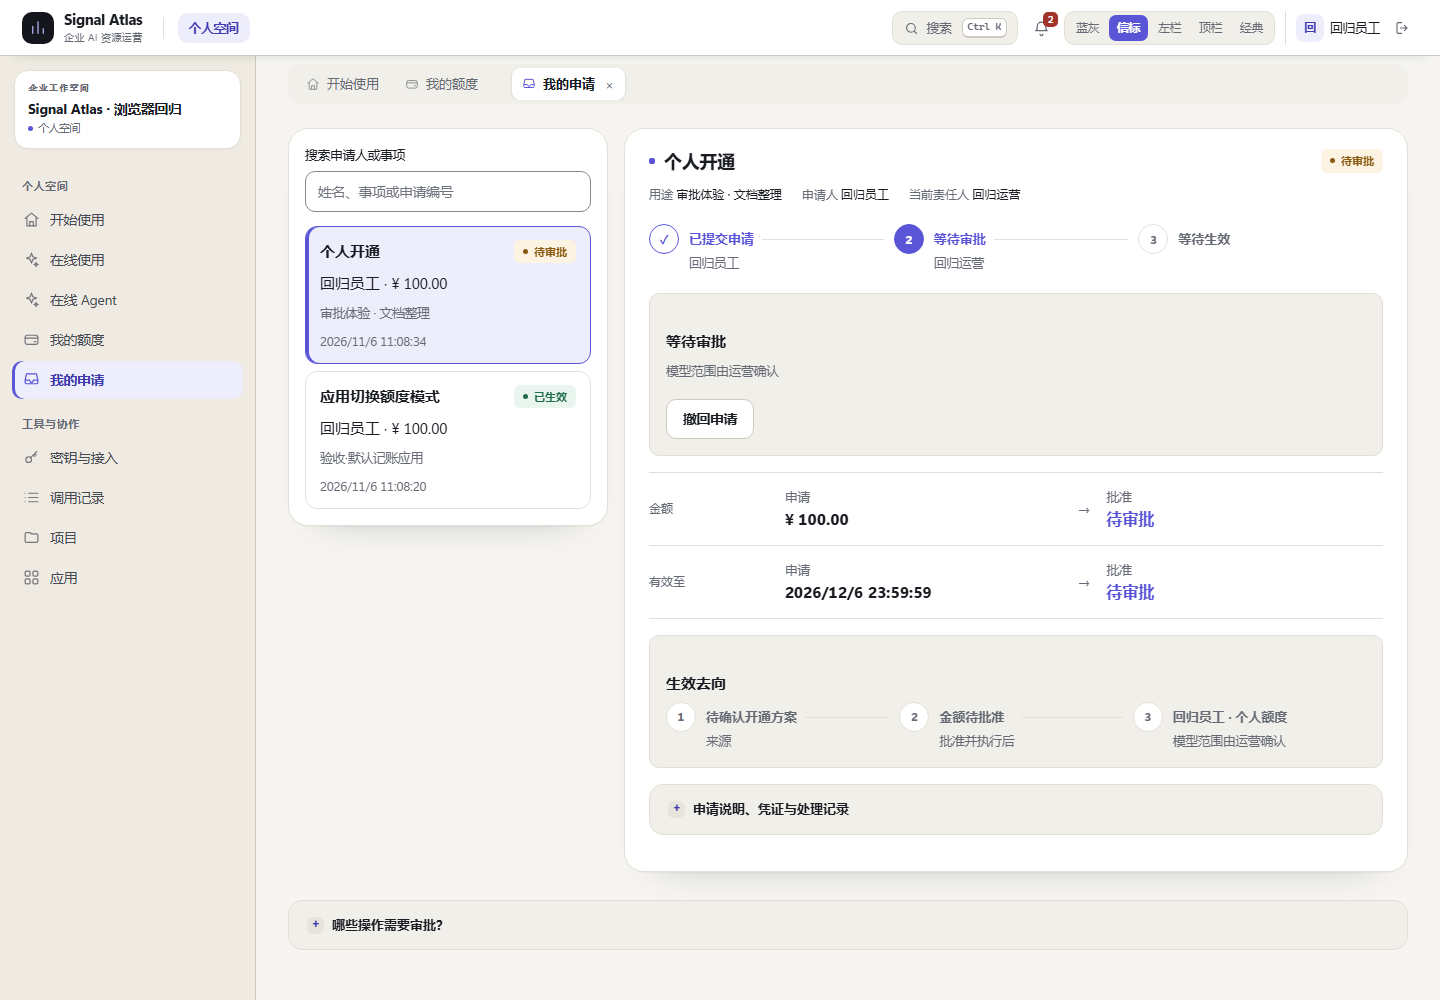 Signal Atlas
企业 AI 资源运营
个人空间
搜索 Ctrl K
2
蓝灰 信标 左栏 顶栏 经典
回 回归员工
企业工作空间
Signal Atlas · 浏览器回归
个人空间
个人空间
开始使用
在线使用
在线 Agent
我的额度
我的申请
工具与协作
密钥与接入
调用记录
项目
应用
开始使用 我的额度 我的申请 ×
搜索申请人或事项
姓名、事项或申请编号
个人开通 待审批
回归员工 · ¥ 100.00
审批体验 · 文档整理
2026/11/6 11:08:34
应用切换额度模式 已生效
回归员工 · ¥ 100.00
验收·默认记账应用
2026/11/6 11:08:20
个人开通 待审批
用途 审批体验 · 文档整理 申请人 回归员工 当前责任人 回归运营
✓ 已提交申请 2 等待审批 3 等待生效
回归员工 回归运营
等待审批
模型范围由运营确认
撤回申请
金额 申请 → 批准
¥ 100.00 待审批
有效至 申请 → 批准
2026/12/6 23:59:59 待审批
生效去向
1 待确认开通方案 2 金额待批准 3 回归员工 · 个人额度
来源 批准并执行后 模型范围由运营确认
+ 申请说明、凭证与处理记录
+ 哪些操作需要审批?